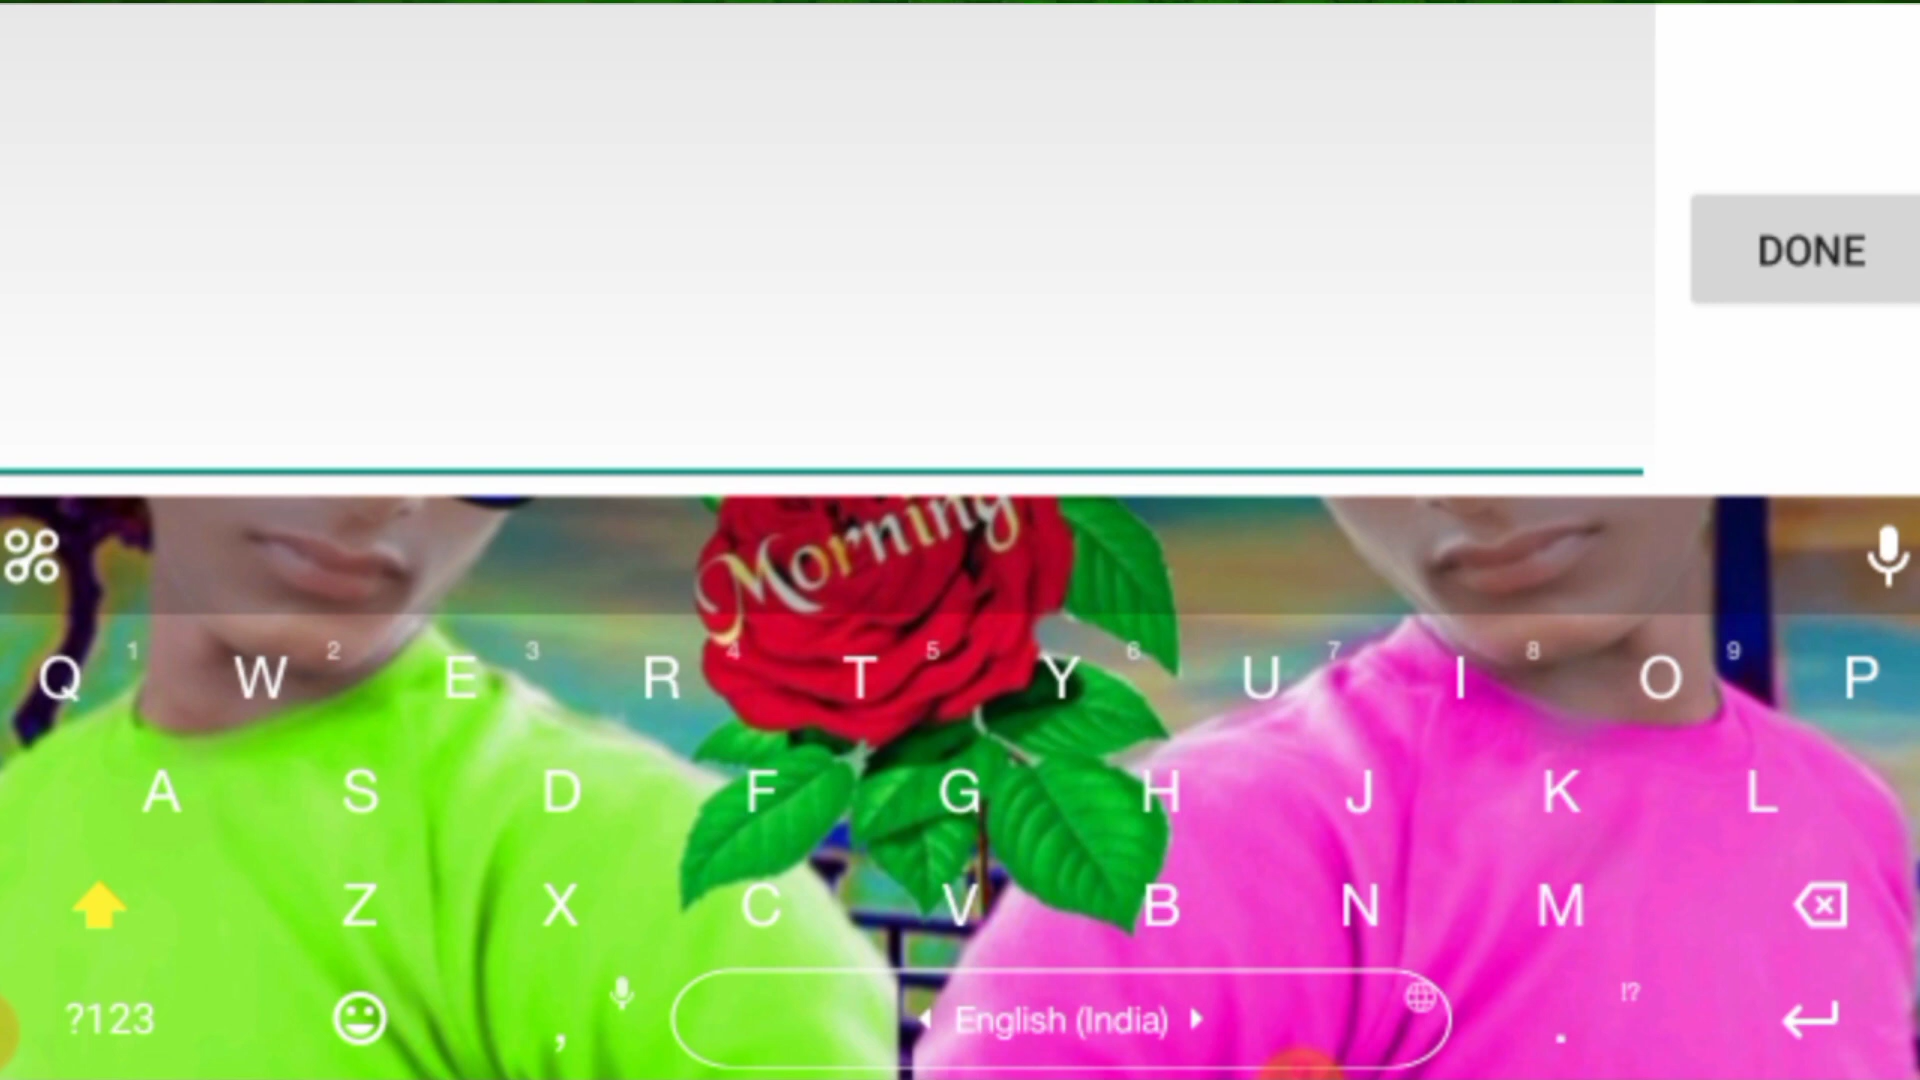 DONE
Morning
1 2 3 4 5 6 7 8 9
Q W E R T Y U I O P
A S D F G H J K L
Z X C V B N M
!?
?123 , English (India) .